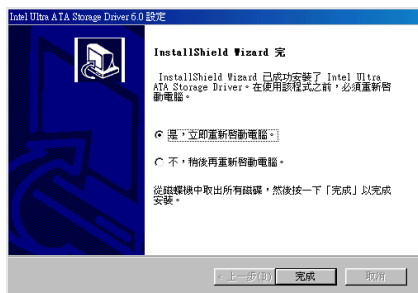 Intel Ultra ATA Storage Driver 6.0 設定
InstallShield Wizard 完
InstallShield Wizard 已成功安裝了 Intel Ultra
ATA Storage Driver。在使用該程式之前，必須重新啓
動電腦。
是，立即重新啓動電腦。
不，稍後再重新啓動電腦。
從磁碟機中取出所有磁碟，然後按一下「完成」以完成
安裝。
< 上一步(B)
完成
取消